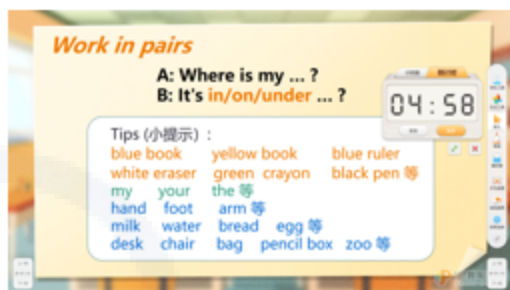 Work in pairs
A: Where is my ... ?
B: It's in/on/under ... ?
04:58
Tips (小提示) :
blue book yellow book blue ruler
white eraser green crayon black pen 等
my your the 等
hand foot arm 等
milk water bread egg 等
desk chair bag pencil box zoo 等